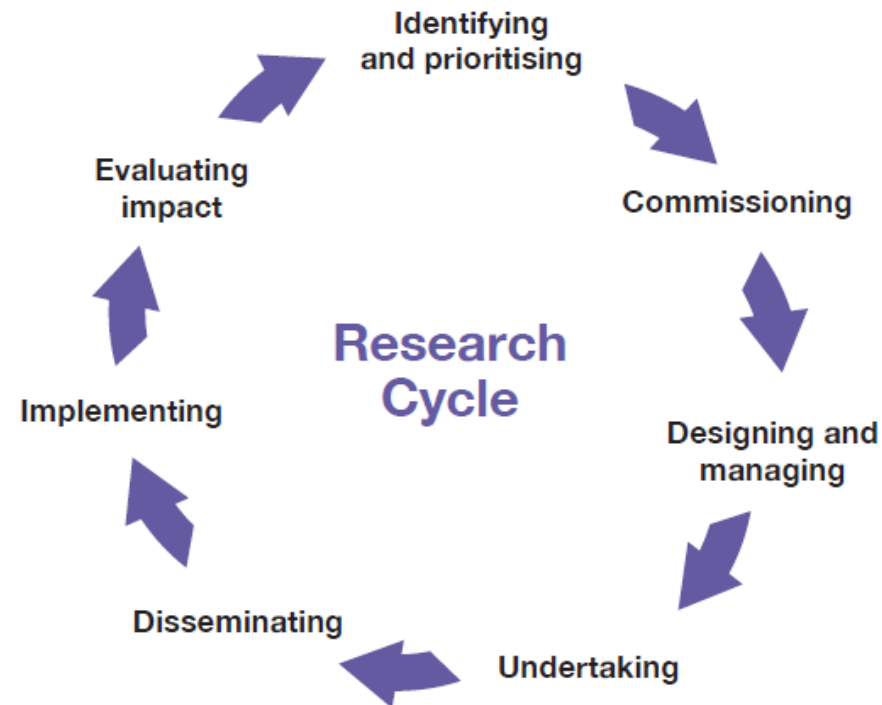 Identifying
and prioritising
Commissioning
Designing and
managing
Undertaking
Disseminating
Implementing
Evaluating
impact
Research
Cycle